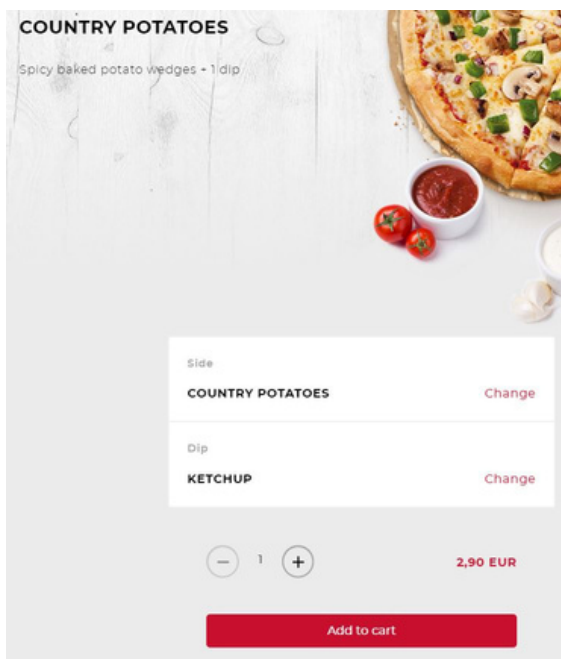 COUNTRY POTATOES
Spicy baked potato wedges + 1 dip
Side
COUNTRY POTATOES Change
Dip
KETCHUP Change
− 1 +
2,90 EUR
Add to cart